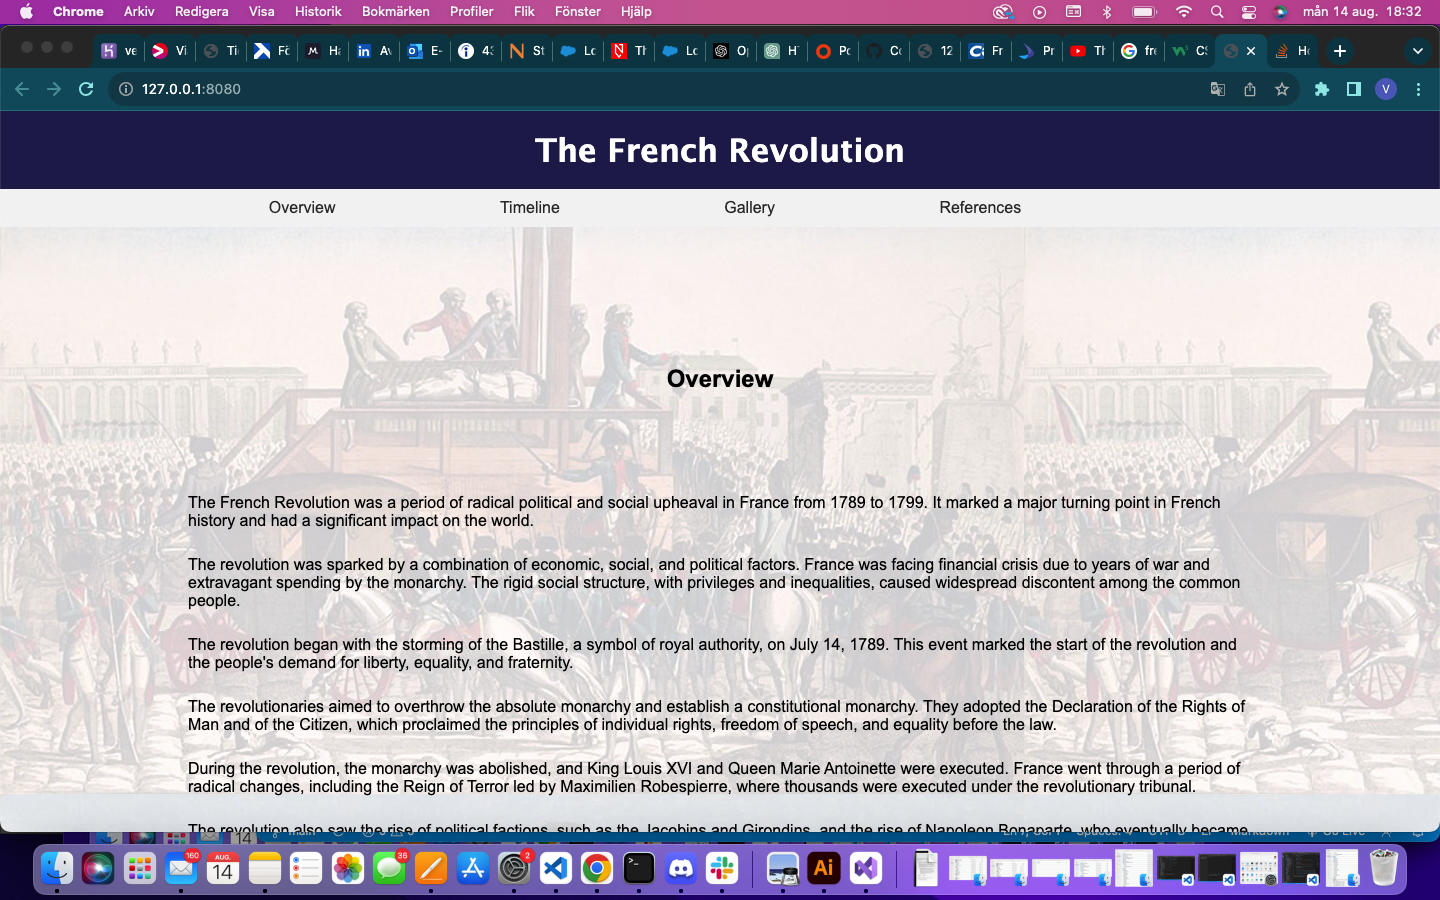 Chrome Arkiv Redigera Visa Historik Bokmärken Profiler Flik Fönster Hjälp mån 14 aug. 18:32
ve Vi Ti Fö Hä in E- 43 St Lo Th Lo Op H' Po Co 12 Fr Pr Th fre CS Ho
127.0.0.1:8080 V
The French Revolution
Overview Timeline Gallery References
Overview
The French Revolution was a period of radical political and social upheaval in France from 1789 to 1799. It marked a major turning point in French
history and had a significant impact on the world.
The revolution was sparked by a combination of economic, social, and political factors. France was facing financial crisis due to years of war and
extravagant spending by the monarchy. The rigid social structure, with privileges and inequalities, caused widespread discontent among the common
people.
The revolution began with the storming of the Bastille, a symbol of royal authority, on July 14, 1789. This event marked the start of the revolution and
the people's demand for liberty, equality, and fraternity.
The revolutionaries aimed to overthrow the absolute monarchy and establish a constitutional monarchy. They adopted the Declaration of the Rights of
Man and of the Citizen, which proclaimed the principles of individual rights, freedom of speech, and equality before the law.
During the revolution, the monarchy was abolished, and King Louis XVI and Queen Marie Antoinette were executed. France went through a period of
radical changes, including the Reign of Terror led by Maximilien Robespierre, where thousands were executed under the revolutionary tribunal.
The revolution also saw the rise of political factions, such as the Jacobins and Girondins, and the rise of Napoleon Bonaparte, who eventually became
160 AUG. 14 36 2 Ai